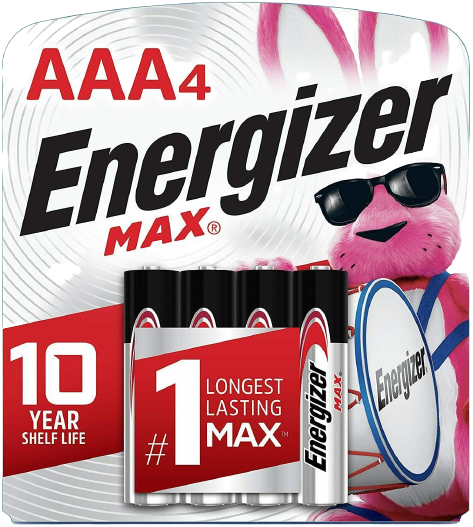 AAA4
Energizer
MAX®
10
YEAR
SHELF LIFE
#1 LONGEST
LASTING
MAX™
Energizer
MAX
Energizer